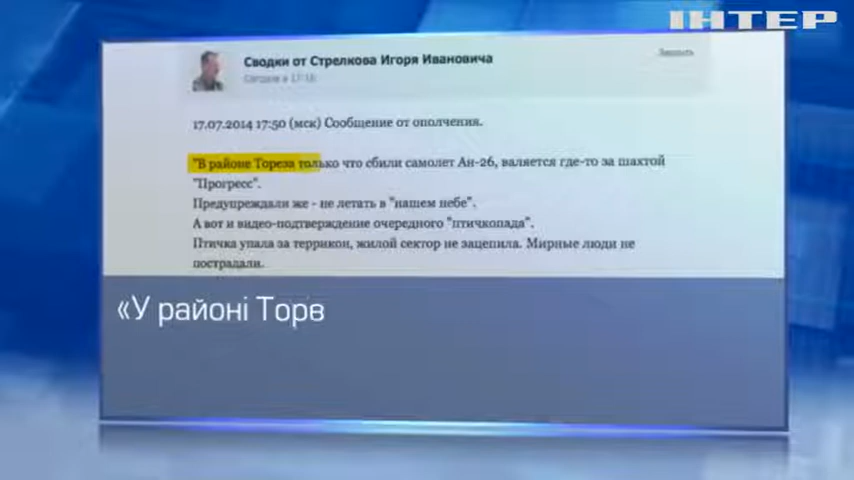 ІНТЕР
Сводки от Стрелкова Игоря Ивановича
Закрыть
Сегодня в 17:18
17.07.2014 17:50 (мск) Сообщение от ополчения.
"В районе Тореза только что сбили самолет Ан-26, валяется где-то за шахтой
"Прогресс".
Предупреждали же - не летать в "нашем небе".
А вот и видео-подтверждение очередного "птичкопада".
Птичка упала за террикон, жилой сектор не зацепила. Мирные люди не
пострадали.
«У районі Торв